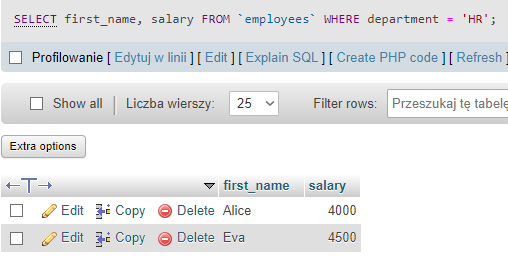 SELECT first_name, salary FROM `employees` WHERE department = 'HR';
Profilowanie [ Edytuj w linii ] [ Edit ] [ Explain SQL ] [ Create PHP code ] [ Refresh ]
Show all Liczba wierszy: 25 Filter rows: Przeszukaj tę tabelę
Extra options
first_name salary
Edit Copy Delete Alice 4000
Edit Copy Delete Eva 4500